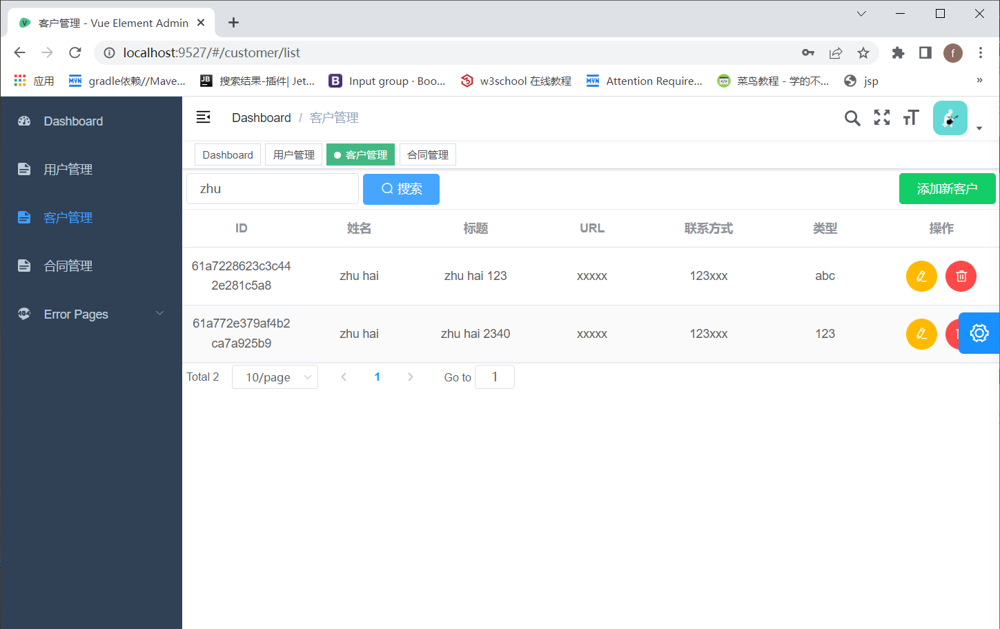 客户管理 - Vue Element Admin
localhost:9527/#/customer/list
f
应用
gradle依赖//Mave...
搜索结果-插件| Jet...
Input group · Boo...
w3school 在线教程
Attention Require...
菜鸟教程 - 学的不...
jsp
»
Dashboard
用户管理
客户管理
合同管理
404 Error Pages
Dashboard / 客户管理
Dashboard
用户管理
客户管理
合同管理
zhu
搜索
添加新客户
ID 姓名 标题 URL 联系方式 类型 操作
61a7228623c3c44
2e281c5a8
zhu hai
zhu hai 123
xxxxx
123xxx
abc
61a772e379af4b2
ca7a925b9
zhu hai
zhu hai 2340
xxxxx
123xxx
123
Total 2 10/page 1 Go to 1